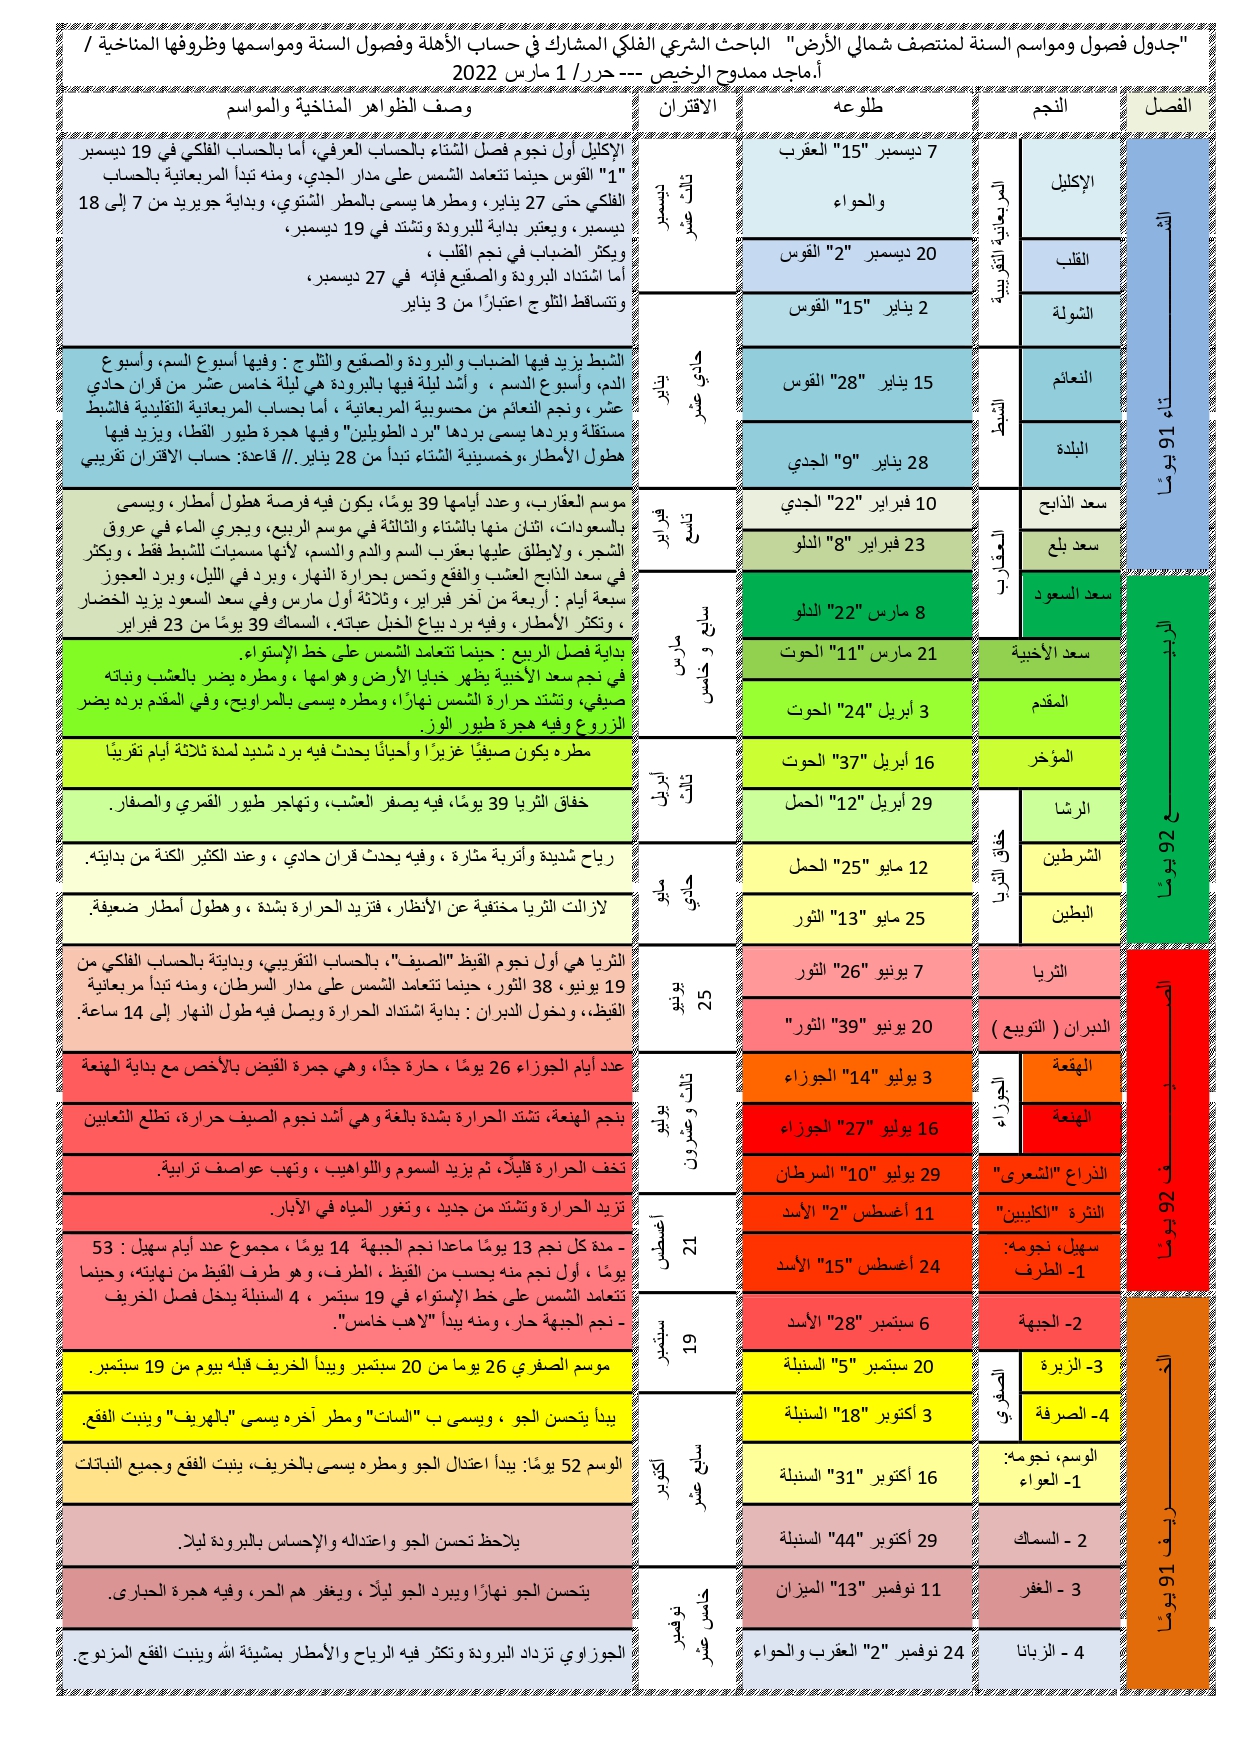 "جدول فصول ومواسم السنة لمنتصف شمالي الأرض" الباحث الشرعي الفلكي المشارك في حساب الأهلة وفصول السنة ومواسمها وظروفها المناخية /
أ.ماجد ممدوح الرخيص --- حرر/ 1 مارس 2022
الفصل
النجم
طلوعه
الاقتران
وصف الظواهر المناخية والمواسم
الشـــتاء 91 يومًا
المربعانية التقريبية
الإكليل
7 ديسمبر "15" العقرب
والحواء
ديسمبر
ثالث عشر
الإكليل أول نجوم فصل الشتاء بالحساب العرفي، أما بالحساب الفلكي في 19 ديسمبر
"1" القوس حينما تتعامد الشمس على مدار الجدي، ومنه تبدأ المربعانية بالحساب
الفلكي حتى 27 يناير، ومطرها يسمى بالمطر الشتوي، وبداية جويريد من 7 إلى 18
ديسمبر، ويعتبر بداية للبرودة وتشتد في 19 ديسمبر،
ويكثر الضباب في نجم القلب ،
أما اشتداد البرودة والصقيع فإنه في 27 ديسمبر،
وتتساقط الثلوج اعتبارًا من 3 يناير
القلب
20 ديسمبر "2" القوس
الشولة
2 يناير "15" القوس
يناير
حادي عشر
الشبط
النعائم
15 يناير "28" القوس
الشبط يزيد فيها الضباب والبرودة والصقيع والثلوج : وفيها أسبوع السم، وأسبوع
الدم، وأسبوع الدسم ، وأشد ليلة فيها بالبرودة هي ليلة خامس عشر من قران حادي
عشر، ونجم النعائم من محسوبية المربعانية ، أما بحساب المربعانية التقليدية فالشبط
مستقلة وبردها يسمى بردها "برد الطويلين" وفيها هجرة طيور القطا، ويزيد فيها
هطول الأمطار،وخمسينية الشتاء تبدأ من 28 يناير.// قاعدة: حساب الاقتران تقريبي
البلدة
28 يناير "9" الجدي
العقارب
سعد الذابح
10 فبراير "22" الجدي
فبراير
تاسع
موسم العقارب، وعدد أيامها 39 يومًا، يكون فيه فرصة هطول أمطار، ويسمى
بالسعودات، اثنان منها بالشتاء والثالثة في موسم الربيع، ويجري الماء في عروق
الشجر، ولايطلق عليها بعقرب السم والدم والدسم، لأنها مسميات للشبط فقط ، ويكثر
في سعد الذابح العشب والفقع وتحس بحرارة النهار، وبرد في الليل، وبرد العجوز
سبعة أيام : أربعة من آخر فبراير، وثلاثة أول مارس وفي سعد السعود يزيد الخضار
، وتكثر الأمطار، وفيه برد بياع الخبل عباته.، السماك 39 يومًا من 23 فبراير
سعد بلع
23 فبراير "8" الدلو
الربيـــع 92 يومًا
سعد السعود
8 مارس "22" الدلو
مارس
سابع و خامس
سعد الأخبية
21 مارس "11" الحوت
بداية فصل الربيع : حينما تتعامد الشمس على خط الإستواء.
في نجم سعد الأخبية يظهر خبايا الأرض وهوامها ، ومطره يضر بالعشب ونباته
صيفي، وتشتد حرارة الشمس نهارًا، ومطره يسمى بالمراويح، وفي المقدم برده يضر
الزروع وفيه هجرة طيور الوز.
المقدم
3 أبريل "24" الحوت
المؤخر
16 أبريل "37" الحوت
أبريل
ثالث
مطره يكون صيفيًا غزيرًا وأحيانًا يحدث فيه برد شديد لمدة ثلاثة أيام تقريبًا
خفاق الثريا
الرشا
29 أبريل "12" الحمل
خفاق الثريا 39 يومًا، فيه يصفر العشب، وتهاجر طيور القمري والصفار.
الشرطين
12 مايو "25" الحمل
مايو
حادي
رياح شديدة وأتربة مثارة ، وفيه يحدث قران حادي ، وعند الكثير الكنة من بدايته.
البطين
25 مايو "13" الثور
لازالت الثريا مختفية عن الأنظار، فتزيد الحرارة بشدة ، وهطول أمطار ضعيفة.
الصيـــف 92 يومًا
الثريا
7 يونيو "26" الثور
يونيو
25
الثريا هي أول نجوم القيظ "الصيف"، بالحساب التقريبي، وبدايتة بالحساب الفلكي من
19 يونيو، 38 الثور، حينما تتعامد الشمس على مدار السرطان، ومنه تبدأ مربعانية
القيظ،، ودخول الدبران : بداية اشتداد الحرارة ويصل فيه طول النهار إلى 14 ساعة.
الدبران ( التويبع )
20 يونيو "39 الثور"
الجوزاء
الهقعة
3 يوليو "14" الجوزاء
يوليو
ثالث وعشرون
عدد أيام الجوزاء 26 يومًا ، حارة جدًا، وهي جمرة القيض بالأخص مع بداية الهنعة
الهنعة
16 يوليو "27" الجوزاء
بنجم الهنعة، تشتد الحرارة بشدة بالغة وهي أشد نجوم الصيف حرارة، تطلع الثعابين
الذراع "الشعرى"
29 يوليو "10" السرطان
تخف الحرارة قليلًا، ثم يزيد السموم واللواهيب ، وتهب عواصف ترابية.
النثرة "الكليبين"
11 أغسطس "2" الأسد
أغسطس
21
تزيد الحرارة وتشتد من جديد ، وتغور المياه في الآبار.
سهيل، نجومه:
1- الطرف
24 أغسطس "15" الأسد
- مدة كل نجم 13 يومًا ماعدا نجم الجبهة 14 يومًا ، مجموع عدد أيام سهيل : 53
يومًا ، أول نجم منه يحسب من القيظ ، الطرف، وهو طرف القيظ من نهايته، وحينما
تتعامد الشمس على خط الإستواء في 19 سبتمر ، 4 السنبلة يدخل فصل الخريف
- نجم الجبهة حار، ومنه يبدأ "لاهب خامس".
الخـــريف 91 يومًا
2- الجبهة
6 سبتمبر "28" الأسد
سبتمبر
19
الصفري
3- الزبرة
20 سبتمبر "5" السنبلة
موسم الصفري 26 يوما من 20 سبتمبر ويبدأ الخريف قبله بيوم من 19 سبتمبر.
4- الصرفة
3 أكتوبر "18" السنبلة
أكتوبر
سابع عشر
يبدأ يتحسن الجو ، ويسمى ب "السات" ومطر آخره يسمى "بالهريف" وينبت الفقع.
الوسم، نجومه:
1- العواء
16 أكتوبر "31" السنبلة
الوسم 52 يومًا: يبدأ اعتدال الجو ومطره يسمى بالخريف، ينبت الفقع وجميع النباتات
2 - السماك
29 أكتوبر "44" السنبلة
يلاحظ تحسن الجو واعتداله والإحساس بالبرودة ليلا.
3 - الغفر
11 نوفمبر "13" الميزان
نوفمبر
خامس عشر
يتحسن الجو نهارًا ويبرد الجو ليلًا ، ويغفر هم الحر، وفيه هجرة الحبارى.
4 - الزبانا
24 نوفمبر "2" العقرب والحواء
الجوزاوي تزداد البرودة وتكثر فيه الرياح والأمطار بمشيئة الله وينبت الفقع المزدوج.